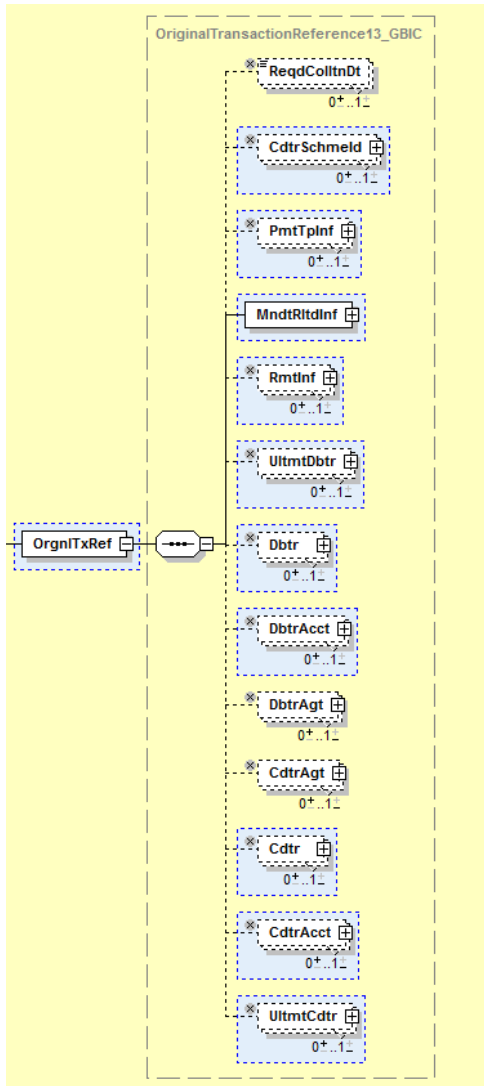 OriginalTransactionReference13_GBIC
ReqdColltnDt
0+..1+
CdtrSchmeId
0+..1+
PmtTpInf
0+..1+
MndtRltdInf
RmtInf
0+..1+
UltmtDbtr
0+..1+
OrgnlTxRef
Dbtr
0+..1+
DbtrAcct
0+..1+
DbtrAgt
0+..1+
CdtrAgt
0+..1+
Cdtr
0+..1+
CdtrAcct
0+..1+
UltmtCdtr
0+..1+